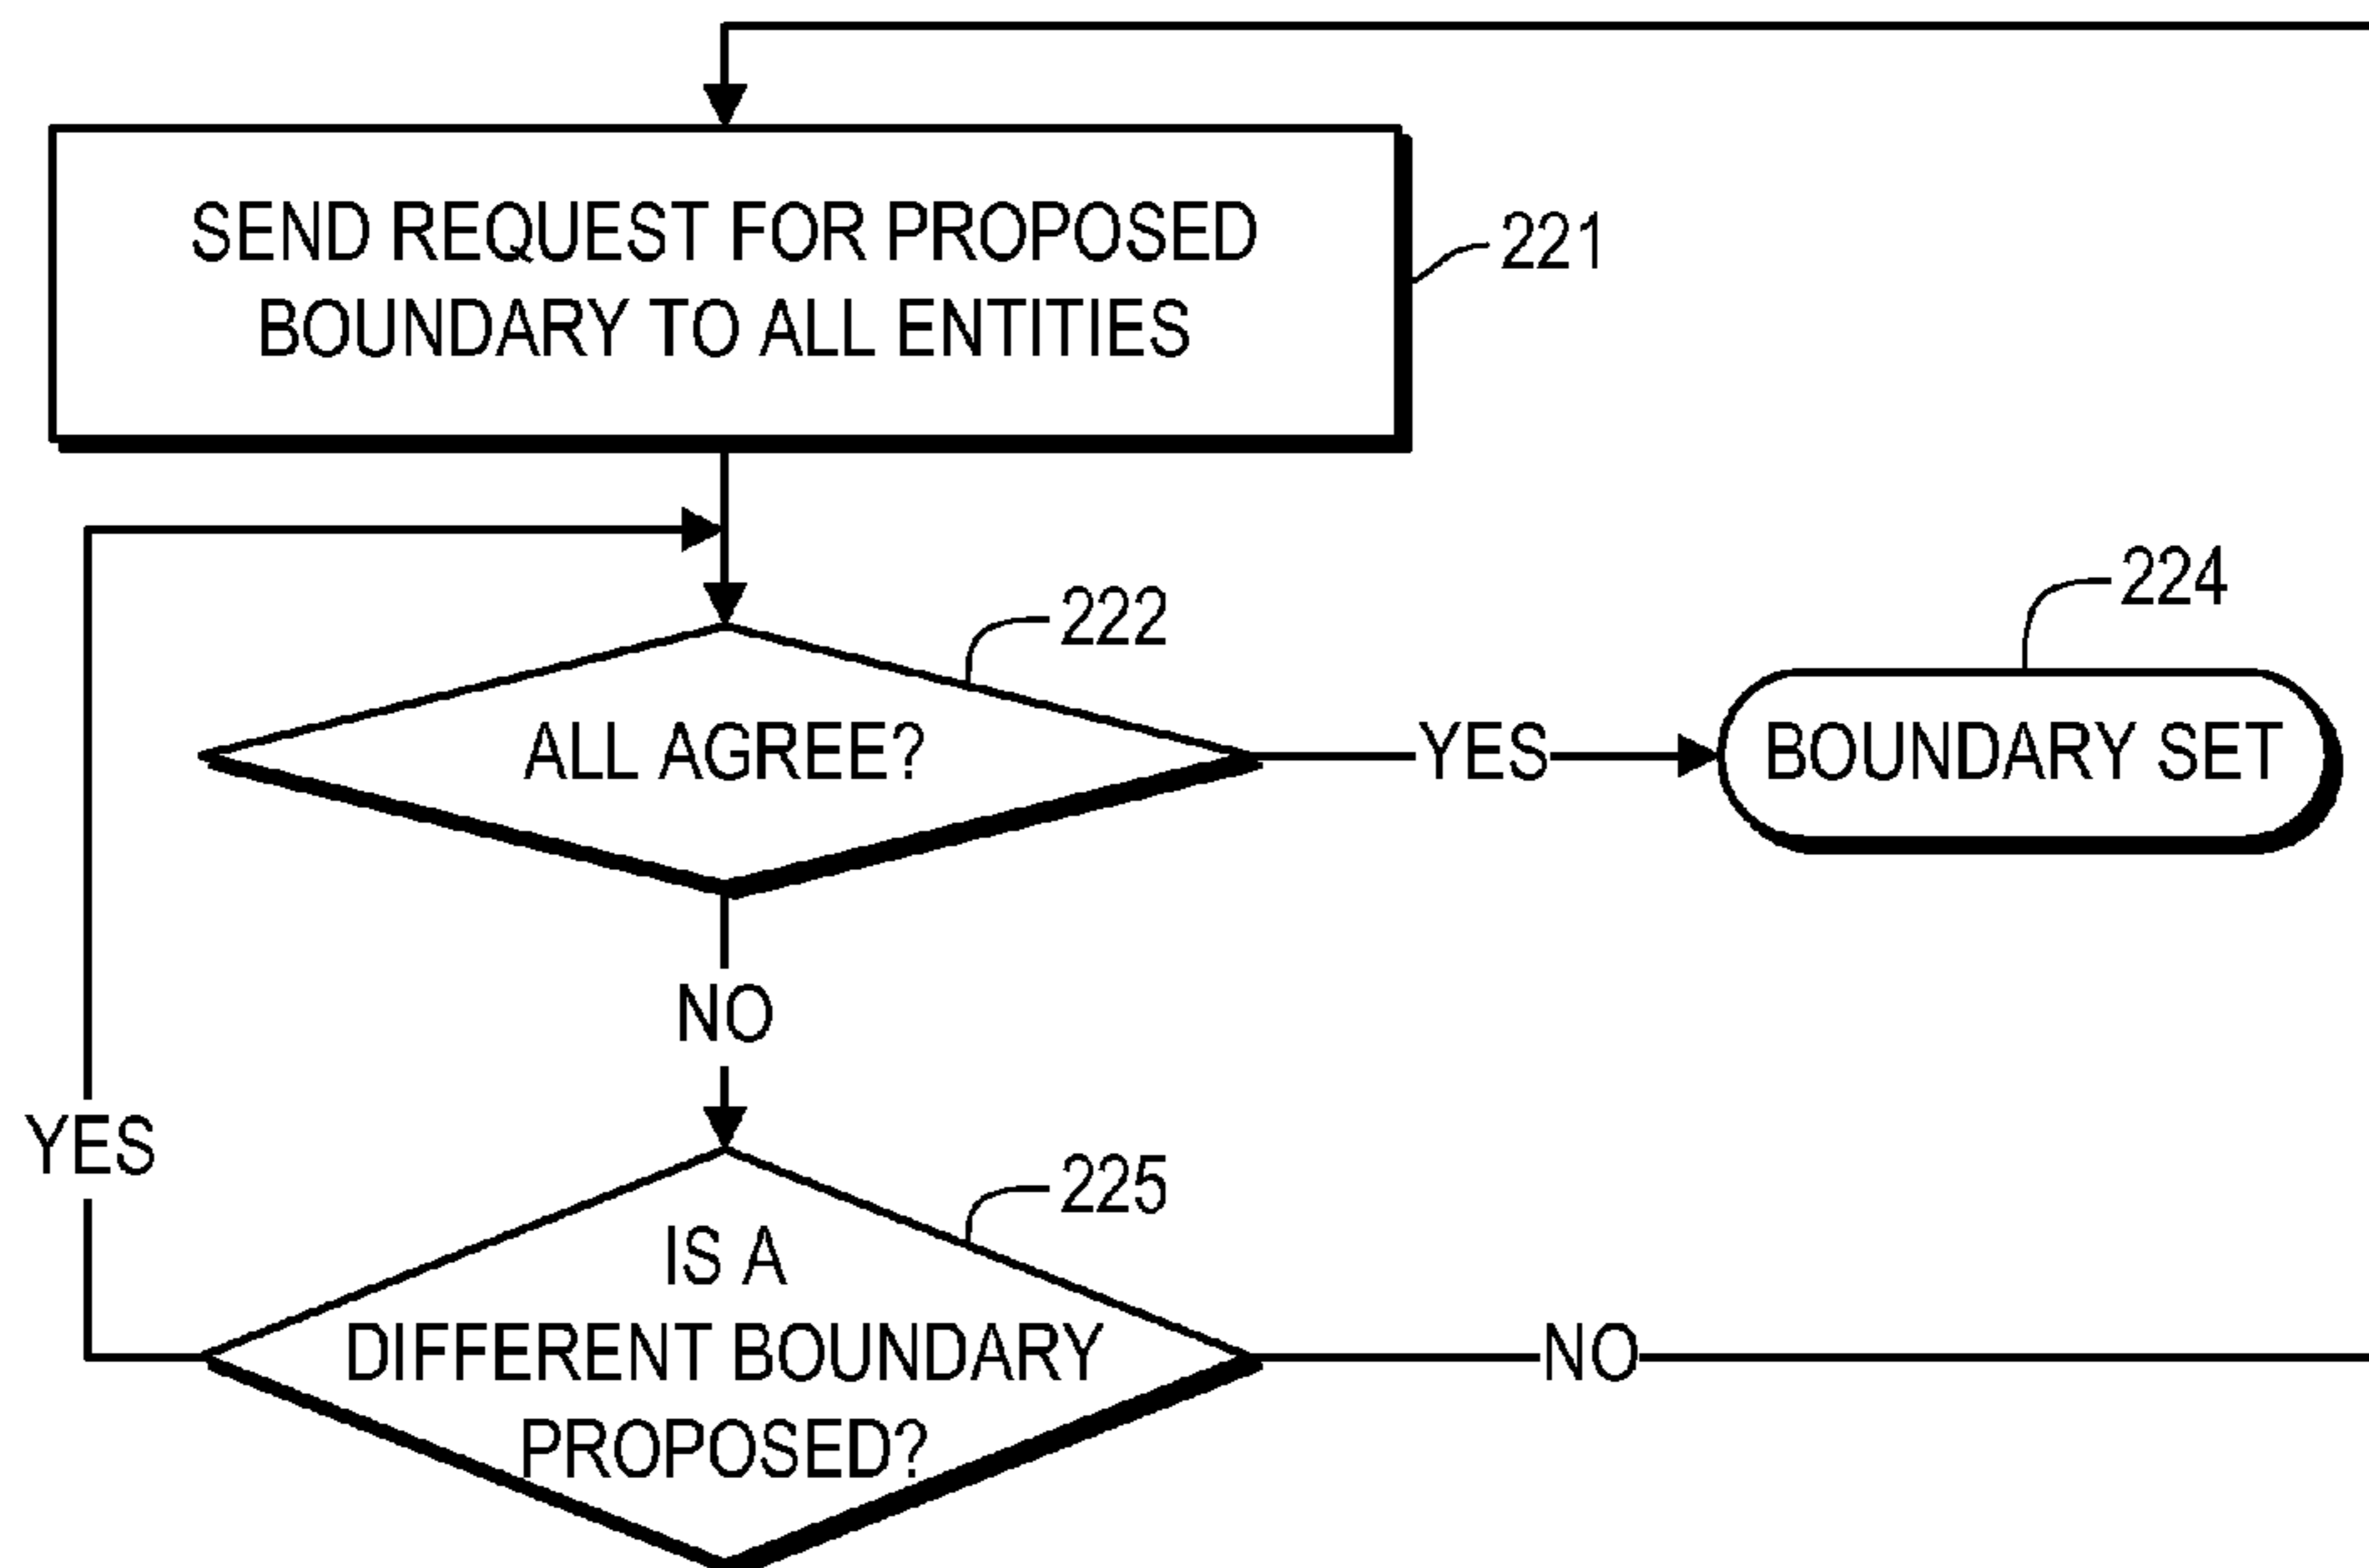 SEND REQUEST FOR PROPOSED
BOUNDARY TO ALL ENTITIES
221
222
ALL AGREE?
YES
224
BOUNDARY SET
NO
YES
225
IS A
DIFFERENT BOUNDARY
PROPOSED?
NO